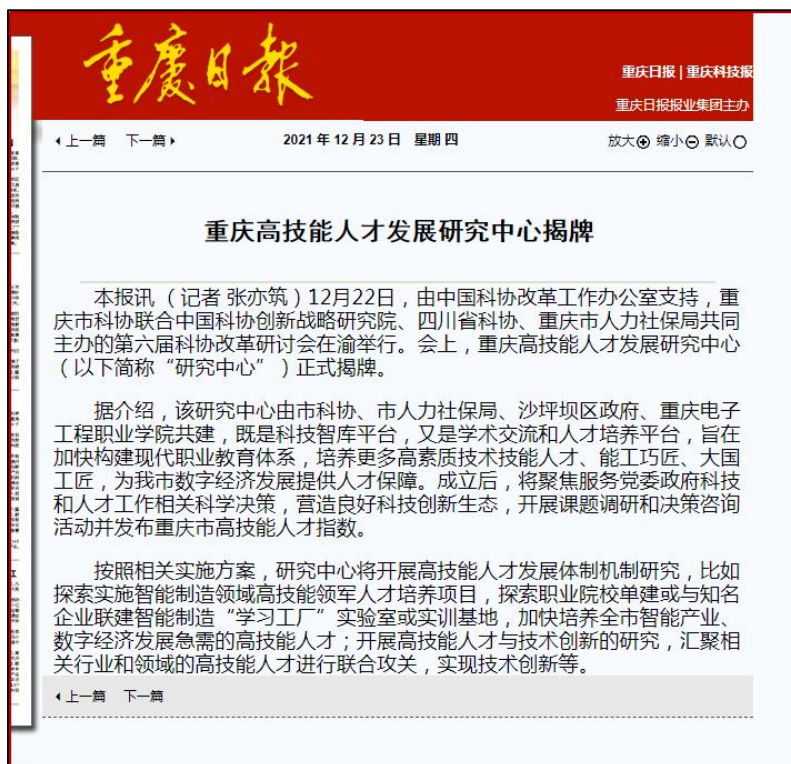 重慶日報
重庆日报 | 重庆科技报
重庆日报报业集团主办
上一篇 下一篇 2021 年 12 月 23 日 星期 四 放大 缩小 默认
重庆高技能人才发展研究中心揭牌
本报讯 （记者 张亦筑）12月22日，由中国科协改革工作办公室支持，重
庆市科协联合中国科协创新战略研究院、四川省科协、重庆市人力社保局共同
主办的第六届科协改革研讨会在渝举行。会上，重庆高技能人才发展研究中心
（以下简称“研究中心”）正式揭牌。
据介绍，该研究中心由市科协、市人力社保局、沙坪坝区政府、重庆电子
工程职业学院共建，既是科技智库平台，又是学术交流和人才培养平台，旨在
加快构建现代职业教育体系，培养更多高素质技术技能人才、能工巧匠、大国
工匠，为我市数字经济发展提供人才保障。成立后，将聚焦服务党委政府科技
和人才工作相关科学决策，营造良好科技创新生态，开展课题调研和决策咨询
活动并发布重庆市高技能人才指数。
按照相关实施方案，研究中心将开展高技能人才发展体制机制研究，比如
探索实施智能制造领域高技能领军人才培养项目，探索职业院校单建或与知名
企业联建智能制造“学习工厂”实验室或实训基地，加快培养全市智能产业、
数字经济发展急需的高技能人才；开展高技能人才与技术创新的研究，汇聚相
关行业和领域的高技能人才进行联合攻关，实现技术创新等。
上一篇 下一篇